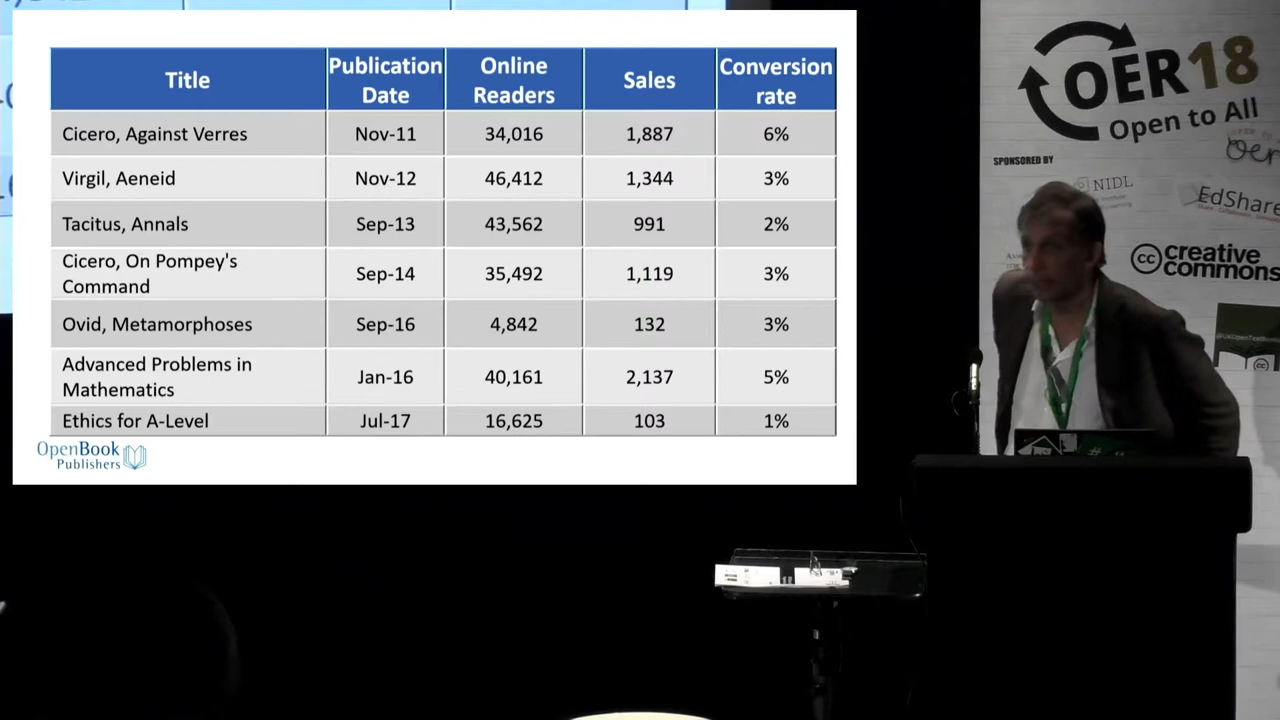 Title
Publication Date
Online Readers
Sales
Conversion rate
Cicero, Against Verres
Nov-11
34,016
1,887
6%
Virgil, Aeneid
Nov-12
46,412
1,344
3%
Tacitus, Annals
Sep-13
43,562
991
2%
Cicero, On Pompey's
Command
Sep-14
35,492
1,119
3%
Ovid, Metamorphoses
Sep-16
4,842
132
3%
Advanced Problems in
Mathematics
Jan-16
40,161
2,137
5%
Ethics for A-Level
Jul-17
16,625
103
1%
OpenBook
Publishers
OER18
Open to All
SPONSORED BY
oer
NIDL
EdShare
cc creative
commons
cc